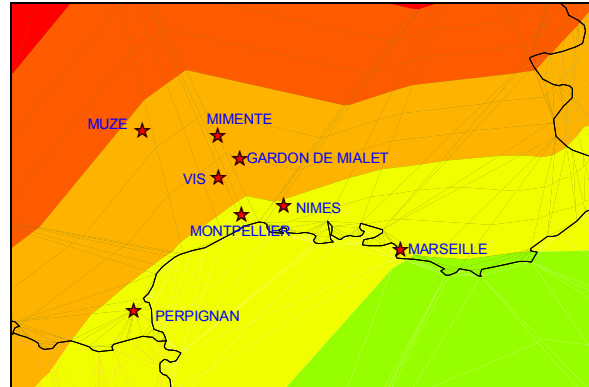 MIMENTE
MUZE
GARDON DE MIALET
VIS
NIMES
MONTPELLIER
MARSEILLE
PERPIGNAN